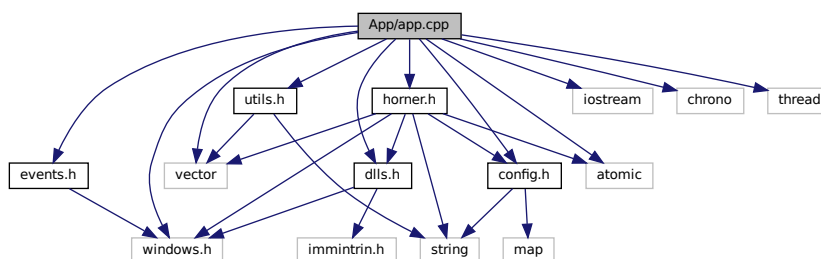 App/app.cpp
utils.h
horner.h
iostream
chrono
thread
events.h
vector
dlls.h
config.h
atomic
windows.h
immintrin.h
string
map